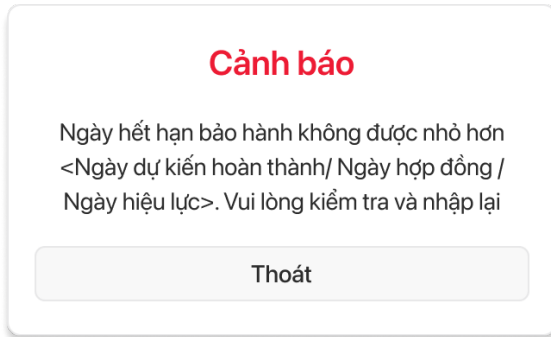 Cảnh báo
Ngày hết hạn bảo hành không được nhỏ hơn
<Ngày dự kiến hoàn thành/ Ngày hợp đồng /
Ngày hiệu lực>. Vui lòng kiểm tra và nhập lại
Thoát